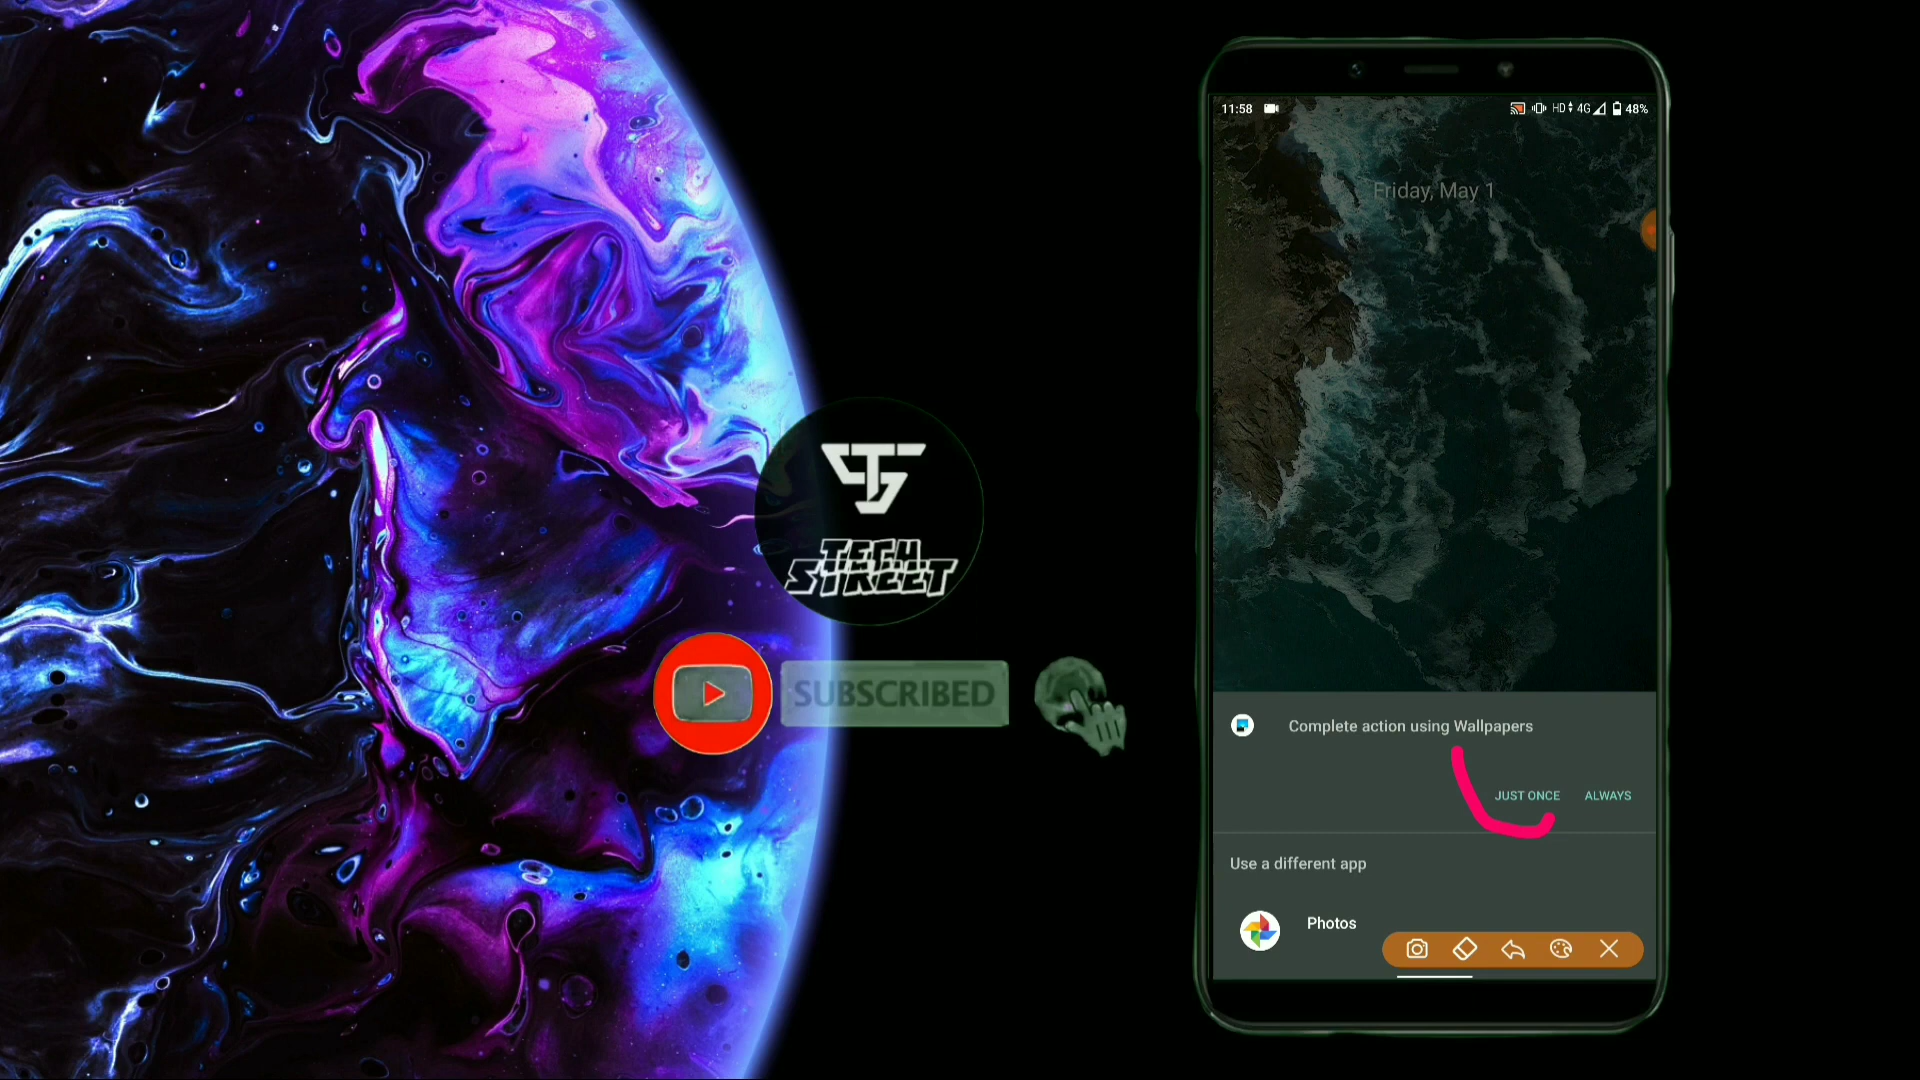 11:58
HD 4G 48%
Friday, May 1
TECH
STREET
SUBSCRIBED
Complete action using Wallpapers
JUST ONCE ALWAYS
Use a different app
Photos